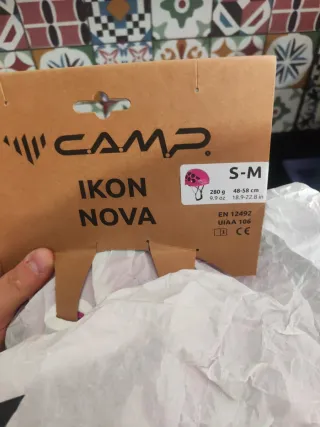 CAMP®
S-M
IKON
NOVA
280 g 48-58 cm
9.9 oz 18.9-22.8 in
EN 12492
UIAA 106
CE